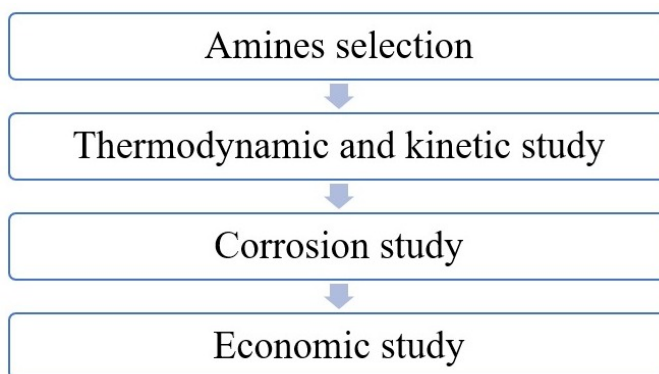 Amines selection
Thermodynamic and kinetic study
Corrosion study
Economic study